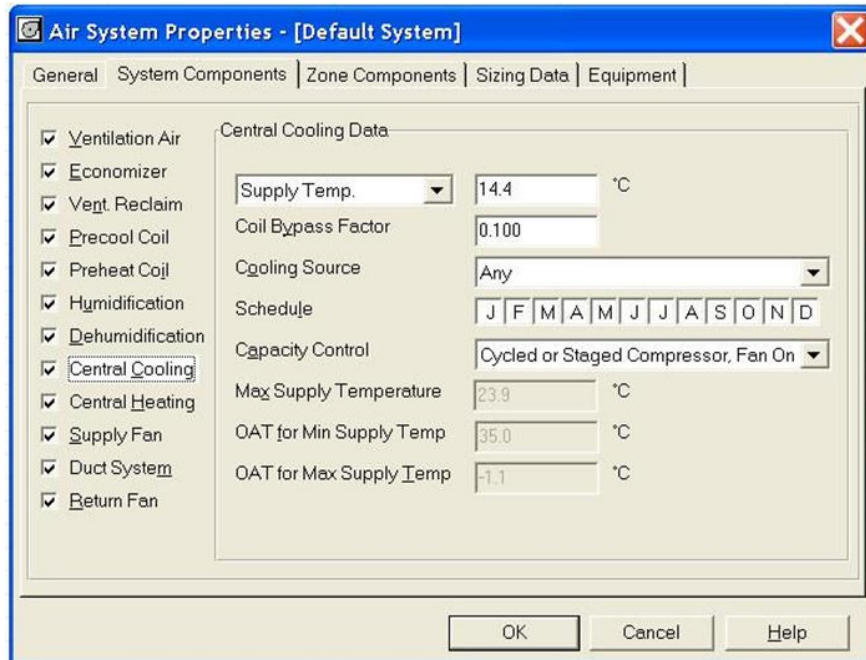 Air System Properties - [Default System]
General System Components Zone Components Sizing Data Equipment
Ventilation Air
Economizer
Vent. Reclaim
Precool Coil
Preheat Coil
Humidification
Dehumidification
Central Cooling
Central Heating
Supply Fan
Duct System
Return Fan
Central Cooling Data
Supply Temp. 14.4 °C
Coil Bypass Factor 0.100
Cooling Source Any
Schedule J F M A M J J A S O N D
Capacity Control Cycled or Staged Compressor, Fan On
Max Supply Temperature 23.9 °C
OAT for Min Supply Temp 35.0 °C
OAT for Max Supply Temp -1.1 °C
OK Cancel Help